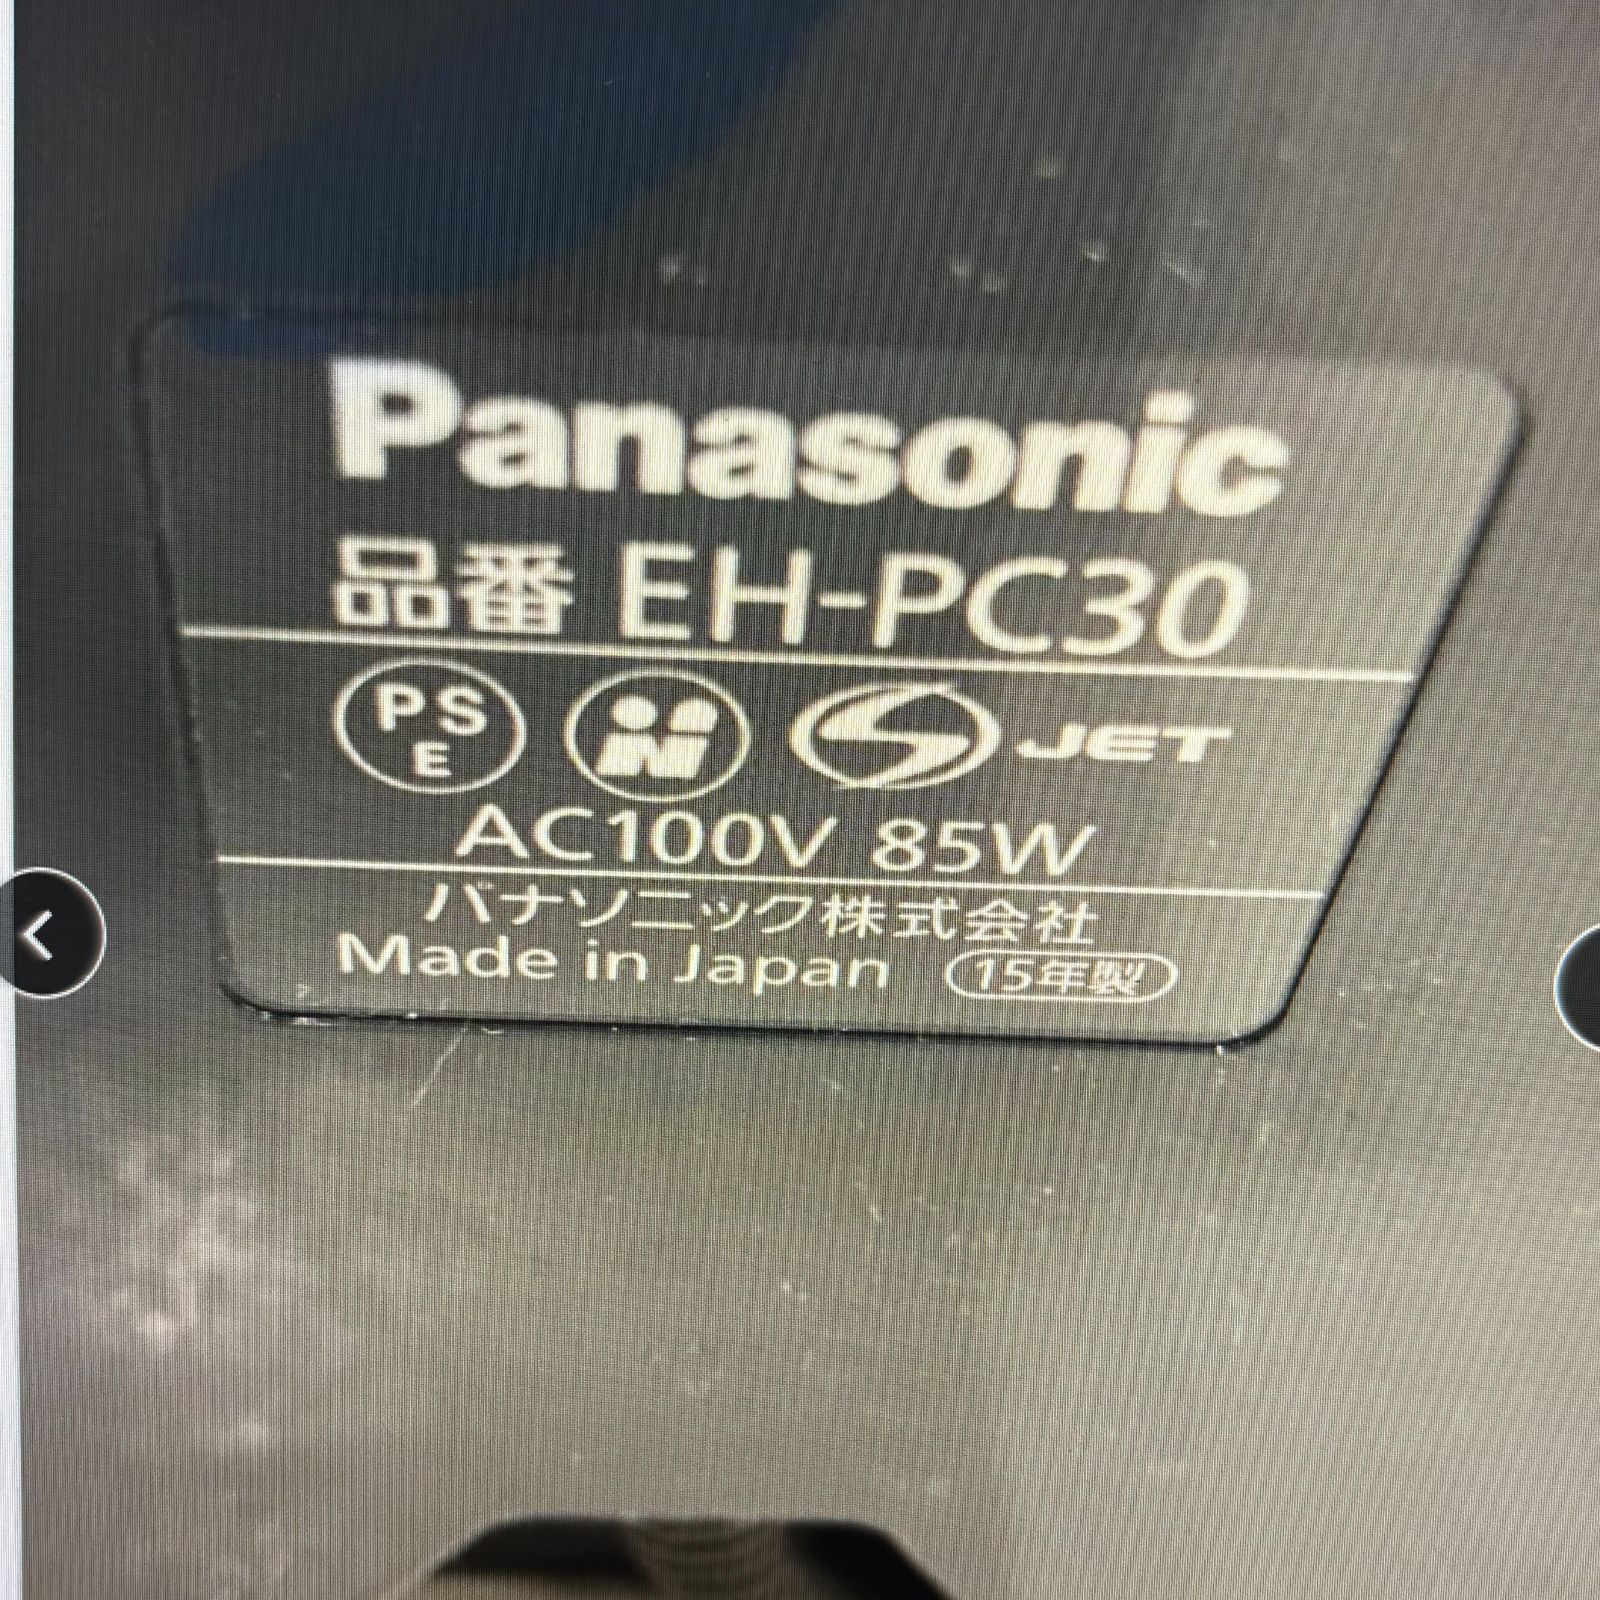 Panasonic
品番 EH-PC30
PS
E
S JET
AC100V 85W
パナソニック株式会社
Made in Japan 15年製